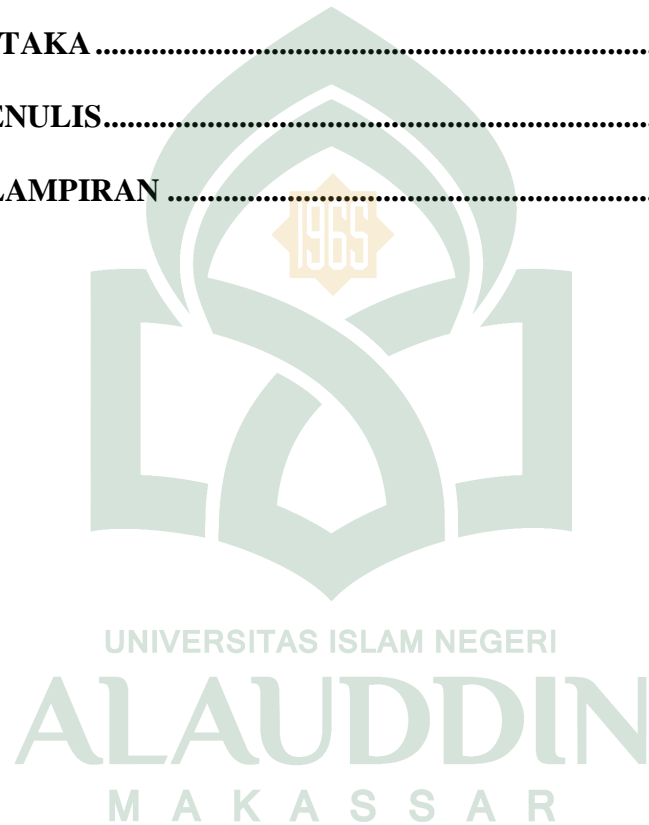 TAKA ........................................................................................
ENULIS.......................................................................................
LAMPIRAN ...............................................................................
1965
UNIVERSITAS ISLAM NEGERI
ALAUDDIN
M A K A S S A R